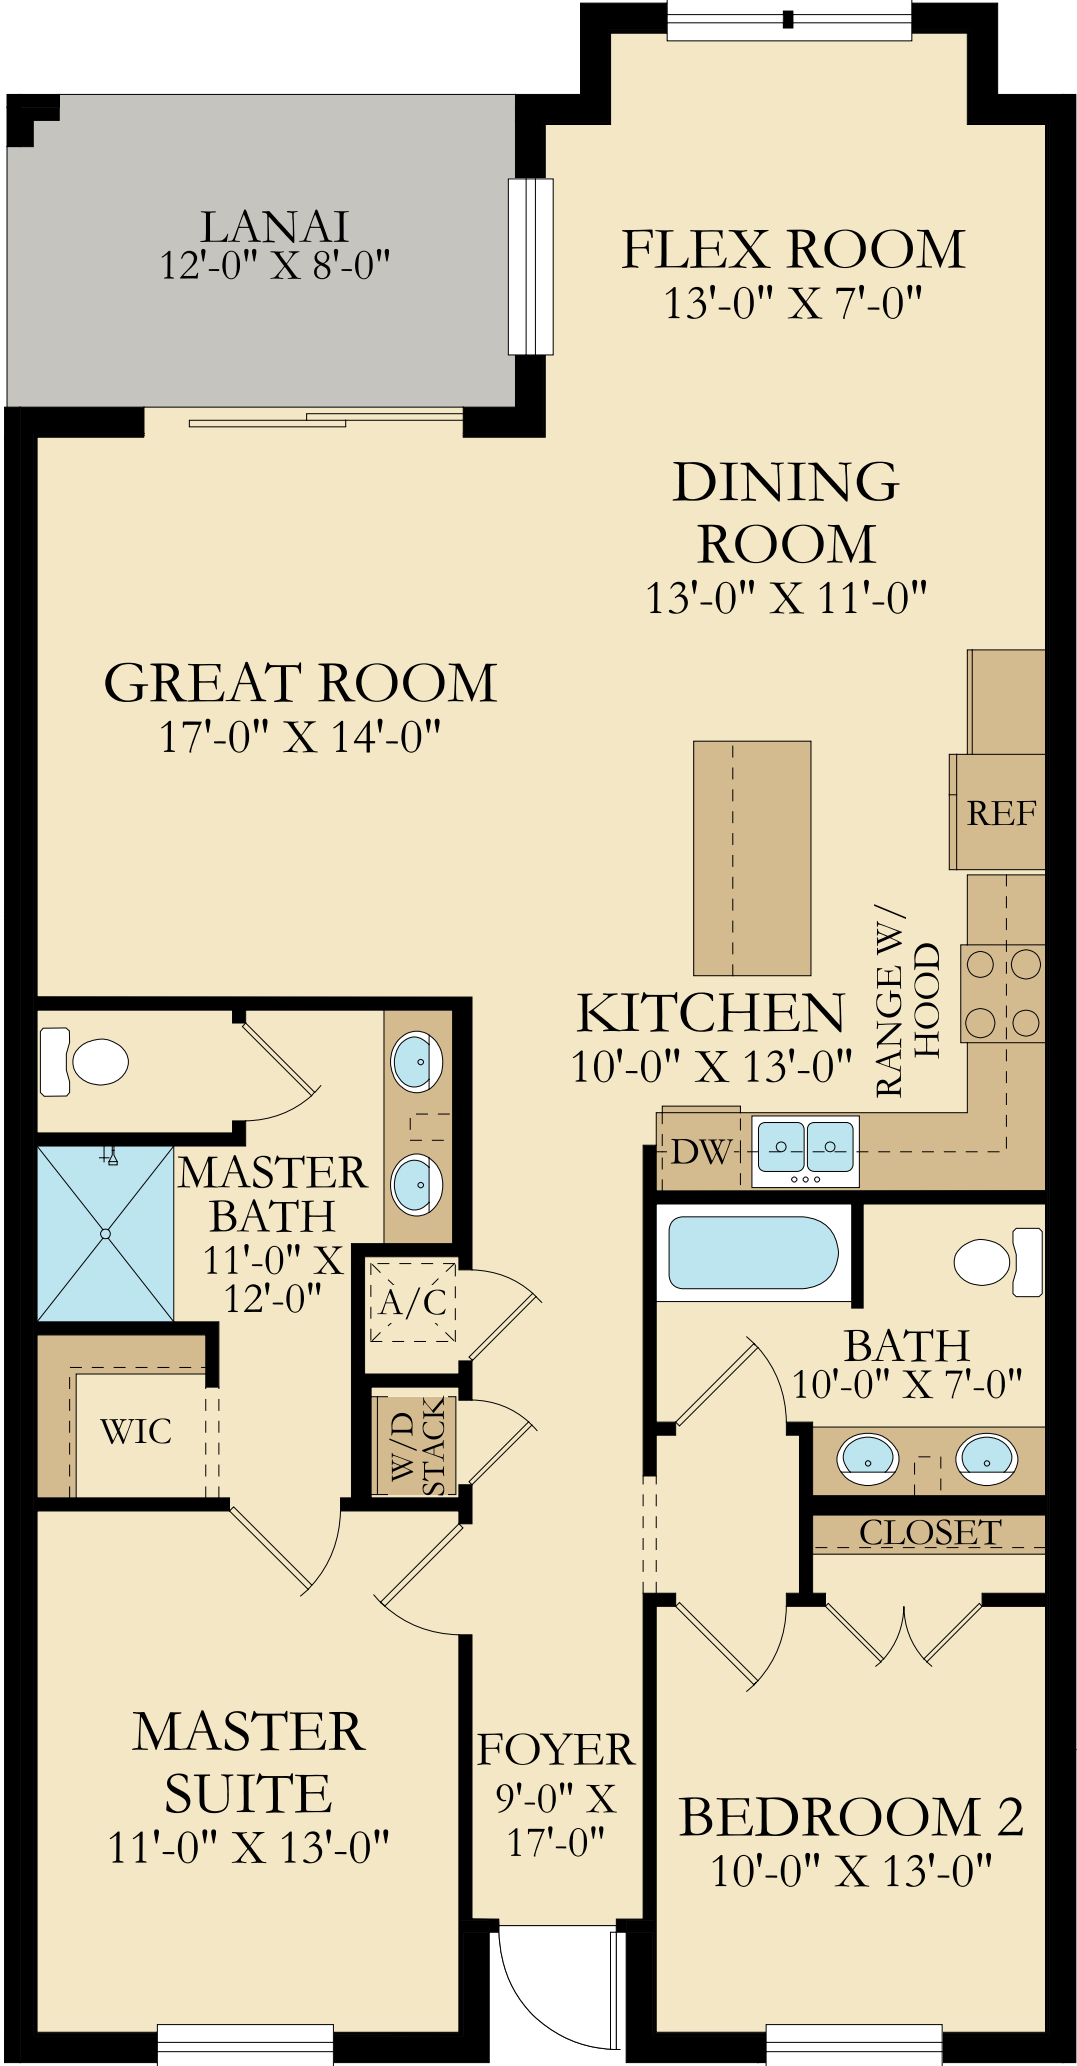 LANAI
12'-0" X 8'-0"
FLEX ROOM
13'-0" X 7'-0"
DINING
ROOM
13'-0" X 11'-0"
GREAT ROOM
17'-0" X 14'-0"
REF
RANGE W/
HOOD
KITCHEN
10'-0" X 13'-0"
DW
MASTER
BATH
11'-0" X
12'-0"
A/C
BATH
10'-0" X 7'-0"
WIC
W/D
STACK
CLOSET
MASTER
SUITE
11'-0" X 13'-0"
FOYER
9'-0" X
17'-0"
BEDROOM 2
10'-0" X 13'-0"